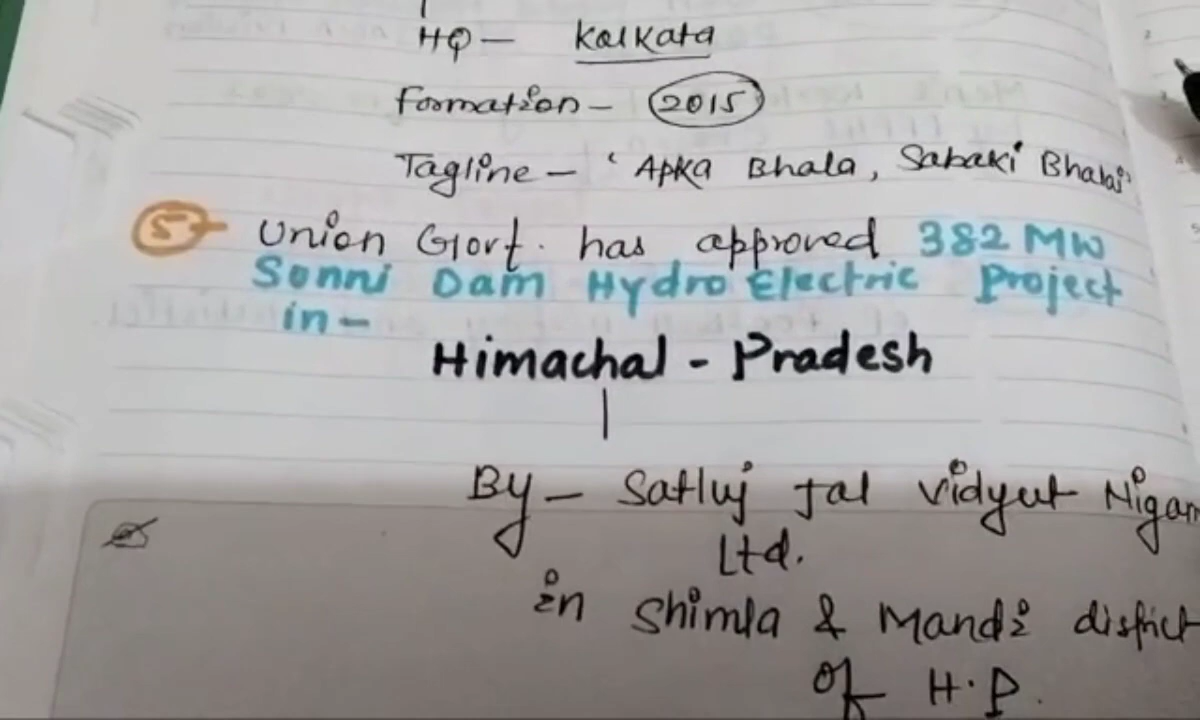 HQ - Kolkata
Formation - 2015
Tagline - 'Apka Bhala, Sabaki Bhalai'
5 Union Govt. has approved 382 MW
Sunni Dam Hydro Electric Project
in -
Himachal - Pradesh
By - Satluj Jal Vidyut Nigam
Ltd.
in Shimla & Mandi district
of H.P.